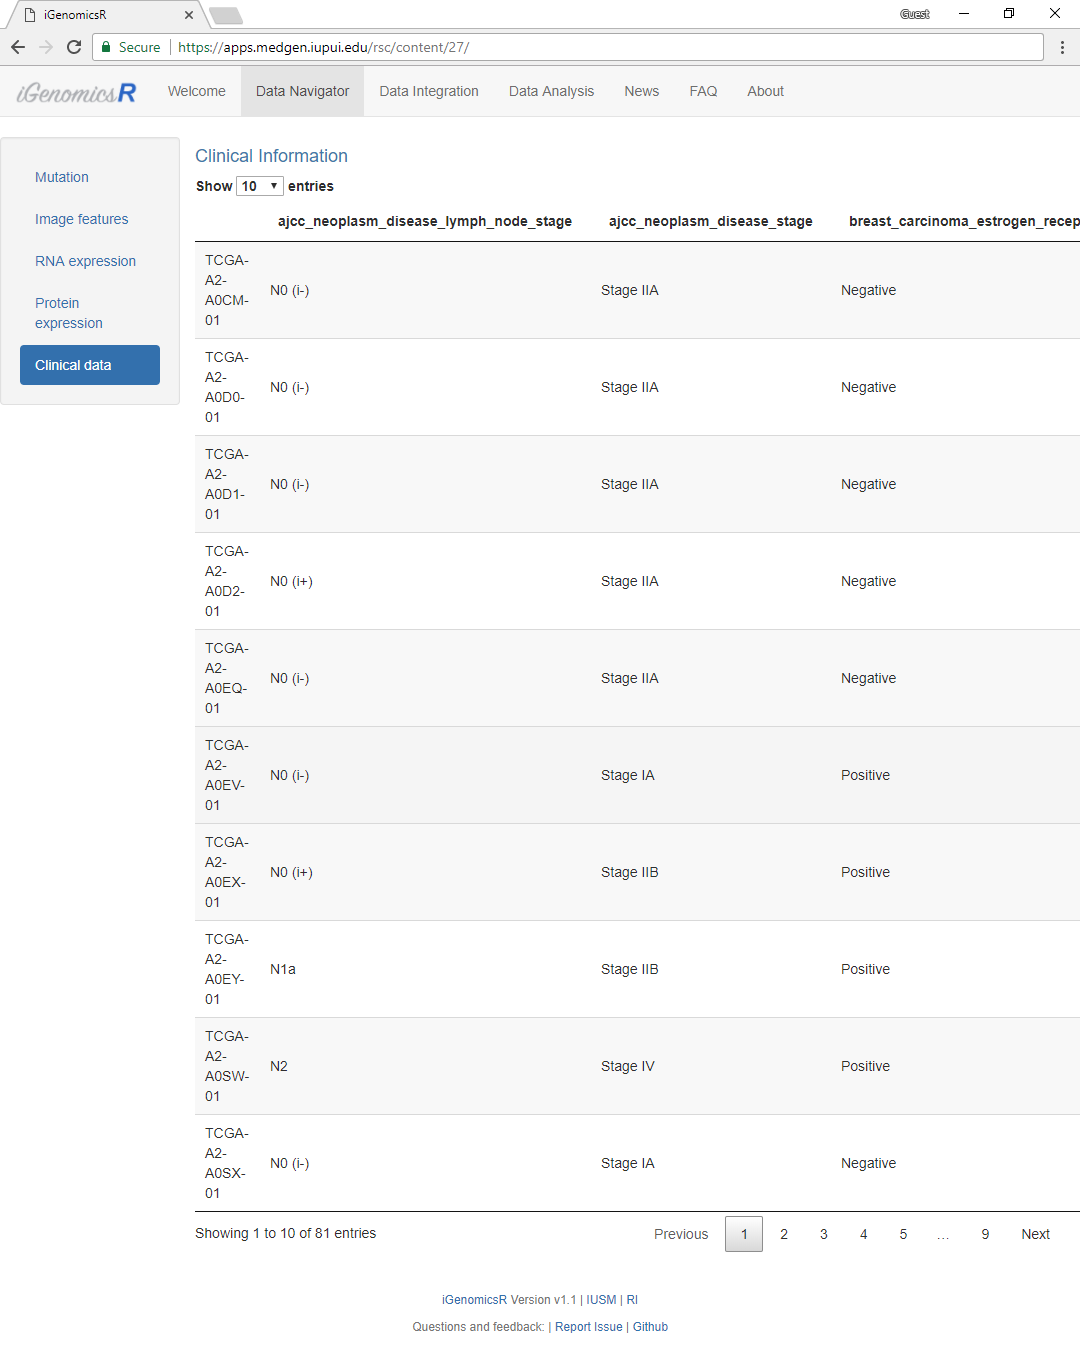 iGenomicsR
Guest
Secure | https://apps.medgen.iupui.edu/rsc/content/27/
iGenomicsR Welcome Data Navigator Data Integration Data Analysis News FAQ About
Mutation
Image features
RNA expression
Protein
expression
Clinical data
Clinical Information
Show 10 entries
ajcc_neoplasm_disease_lymph_node_stage ajcc_neoplasm_disease_stage breast_carcinoma_estrogen_recep
TCGA-
A2-
A0CM-
01
N0 (i-) Stage IIA Negative
TCGA-
A2-
A0D0-
01
N0 (i-) Stage IIA Negative
TCGA-
A2-
A0D1-
01
N0 (i-) Stage IIA Negative
TCGA-
A2-
A0D2-
01
N0 (i+) Stage IIA Negative
TCGA-
A2-
A0EQ-
01
N0 (i-) Stage IIA Negative
TCGA-
A2-
A0EV-
01
N0 (i-) Stage IA Positive
TCGA-
A2-
A0EX-
01
N0 (i+) Stage IIB Positive
TCGA-
A2-
A0EY-
01
N1a Stage IIB Positive
TCGA-
A2-
A0SW-
01
N2 Stage IV Positive
TCGA-
A2-
A0SX-
01
N0 (i-) Stage IA Negative
Showing 1 to 10 of 81 entries
Previous 1 2 3 4 5 … 9 Next
iGenomicsR Version v1.1 | IUSM | RI
Questions and feedback: | Report Issue | Github